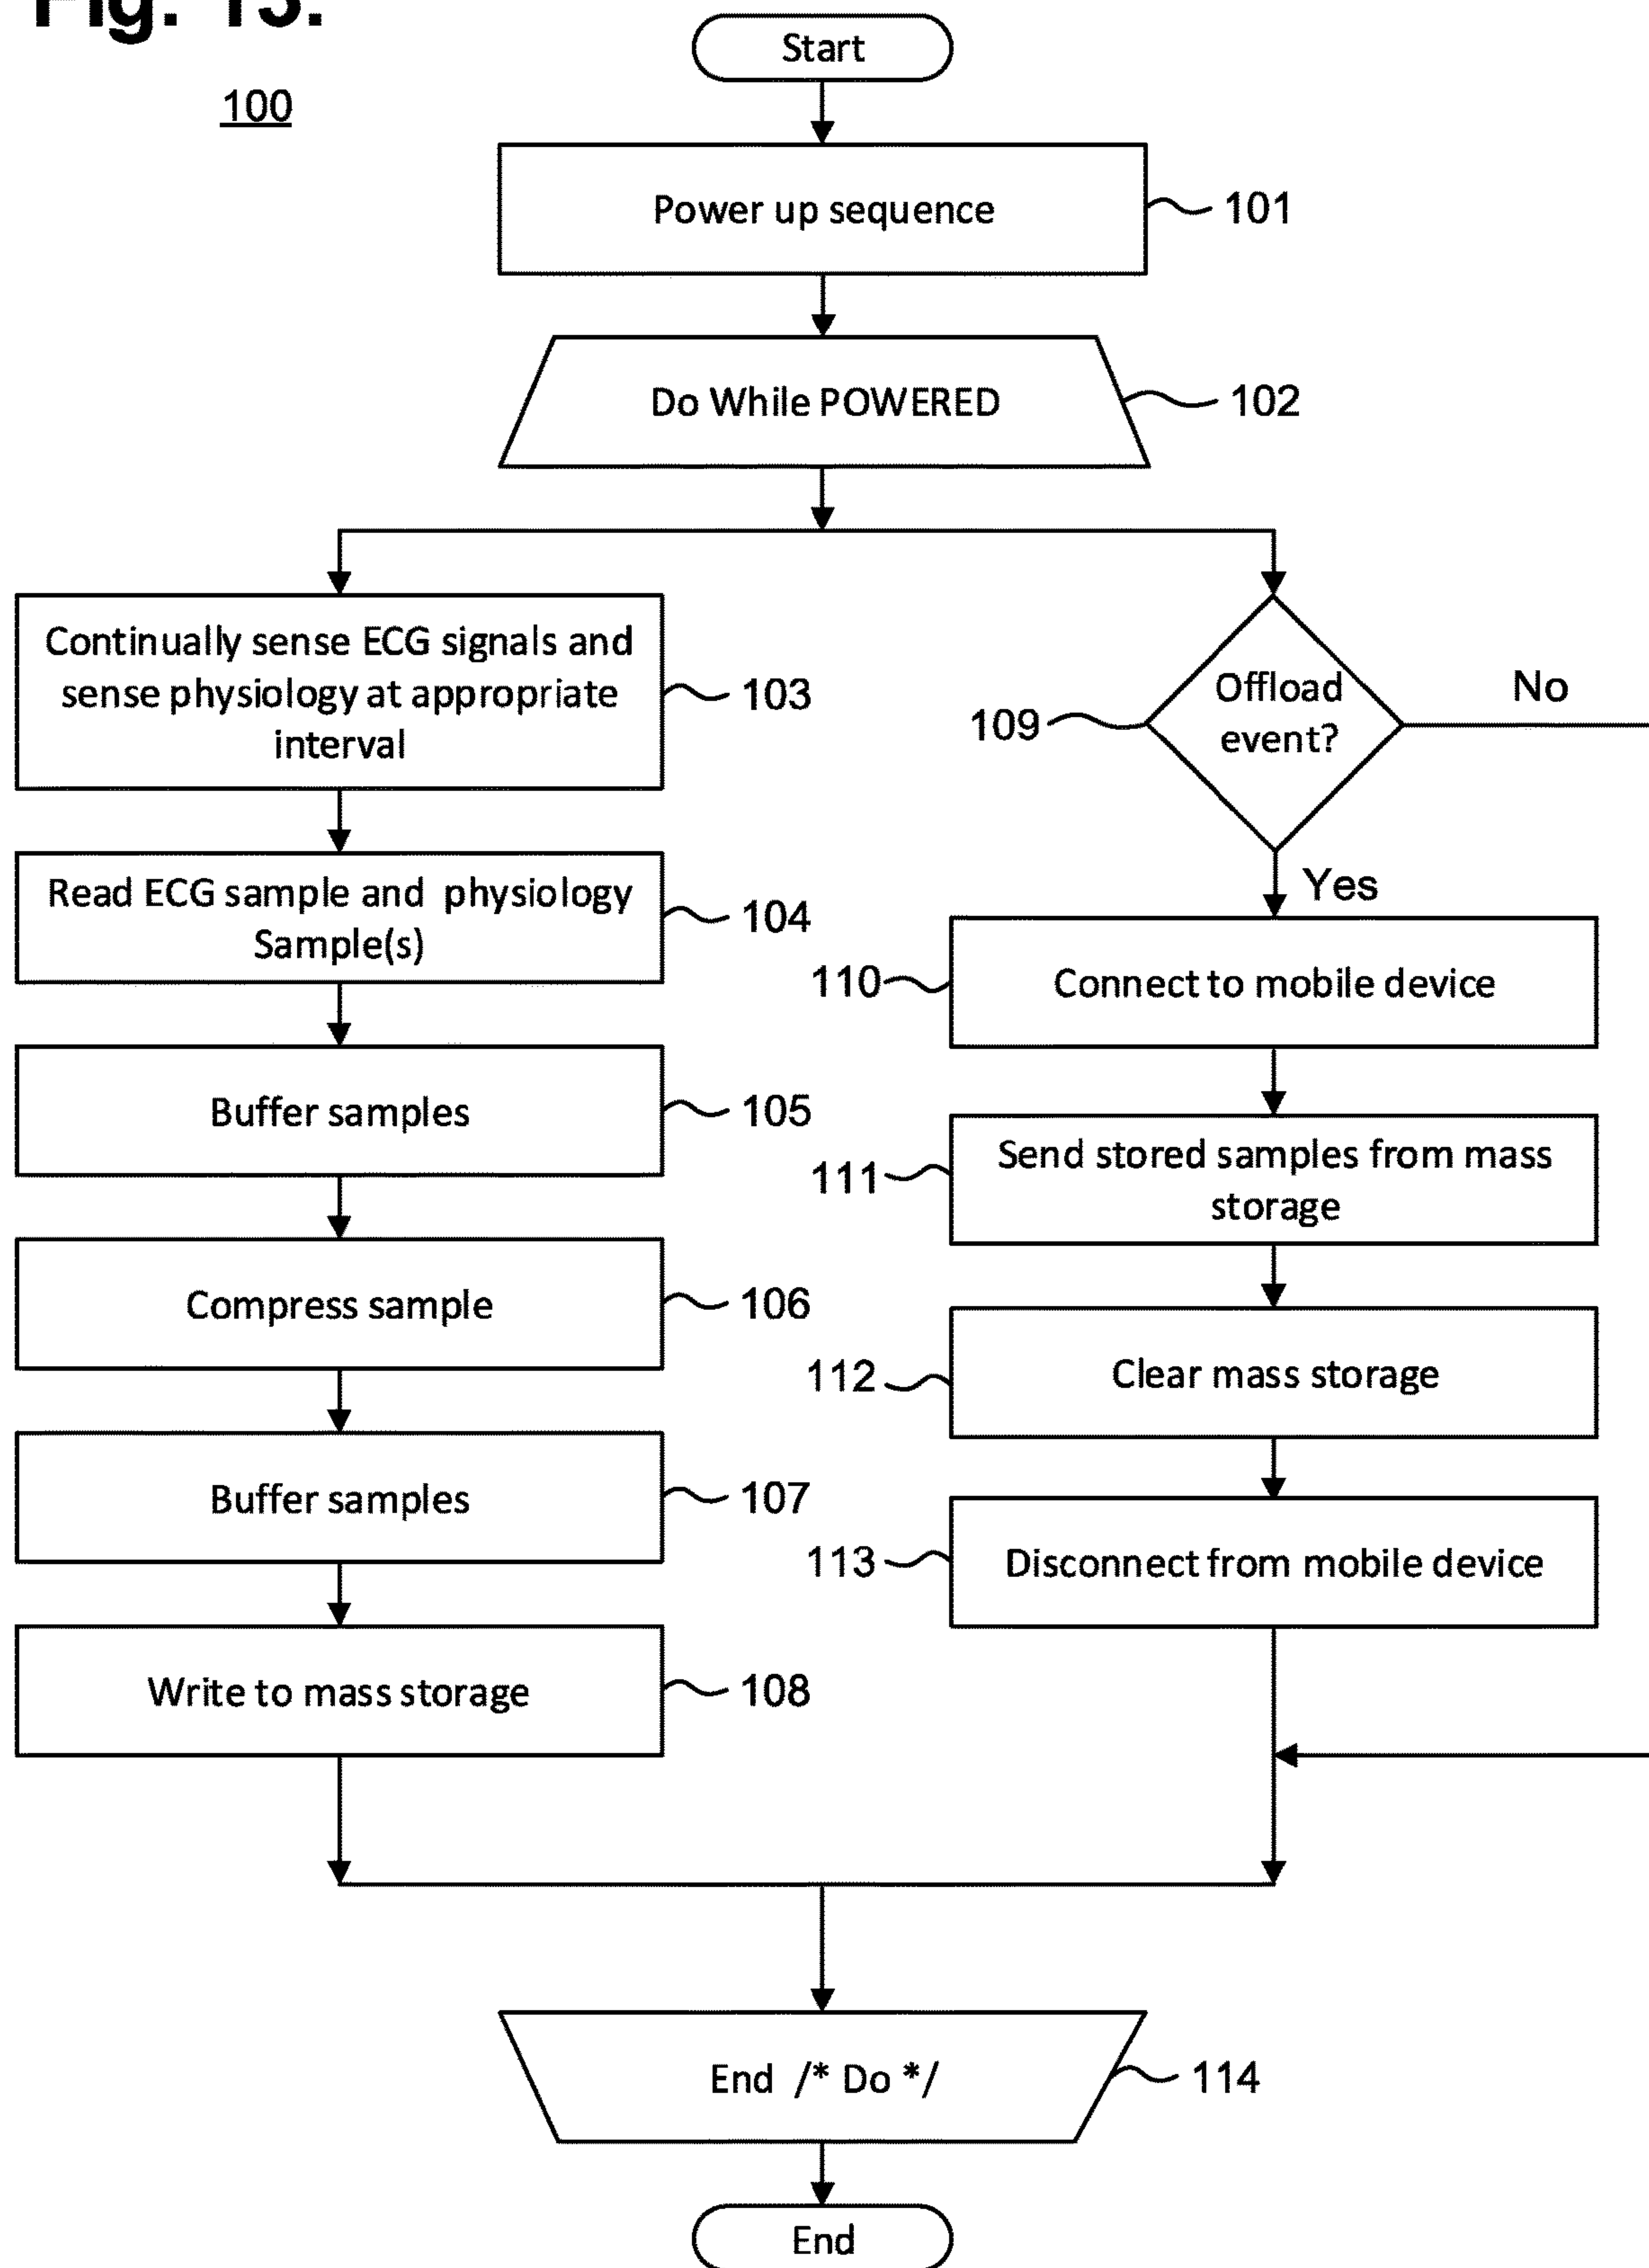 Fig. 13.
100
Start
Power up sequence
101
Do While POWERED
102
Continually sense ECG signals and
sense physiology at appropriate
interval
103
Offload
event?
109
No
Yes
Read ECG sample and physiology
Sample(s)
104
110
Connect to mobile device
Buffer samples
105
111
Send stored samples from mass
storage
Compress sample
106
112
Clear mass storage
Buffer samples
107
113
Disconnect from mobile device
Write to mass storage
108
End /* Do */
114
End